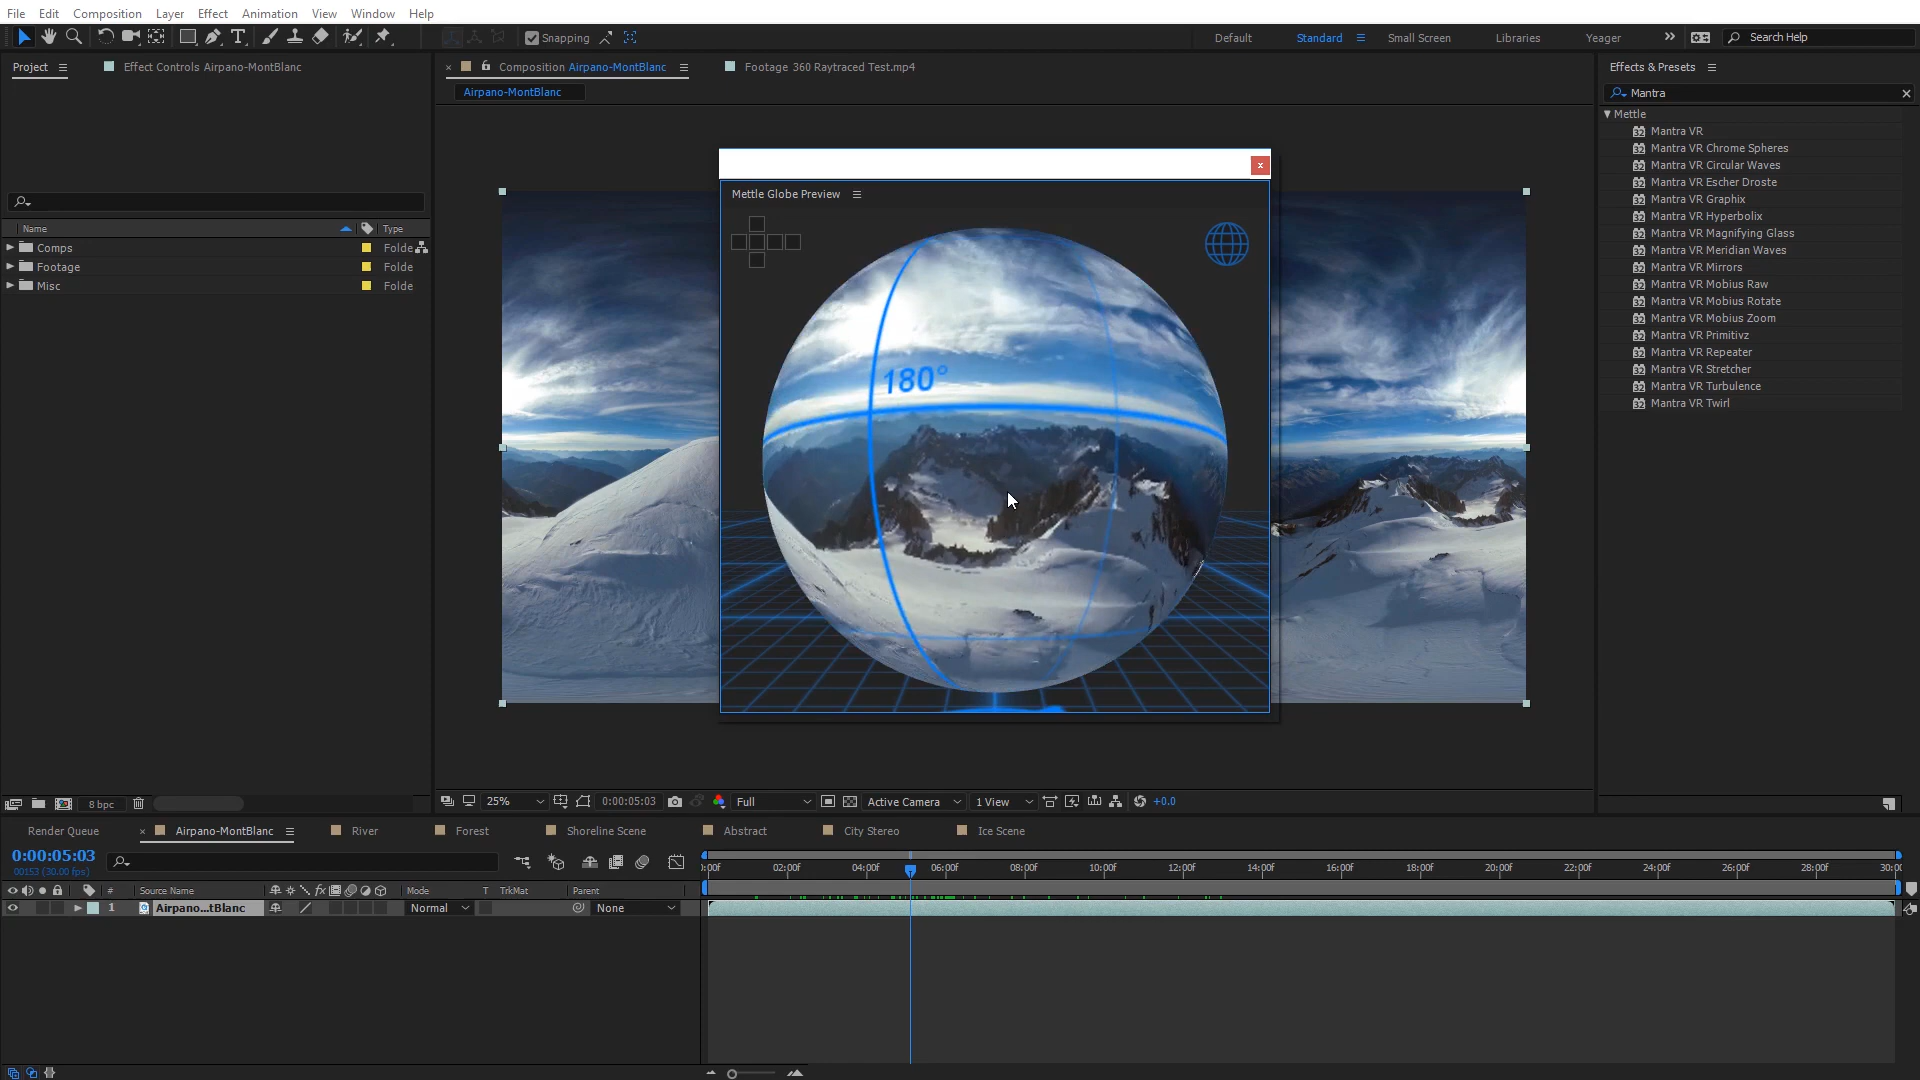 File Edit Composition Layer Effect Animation View Window Help
Snapping
Default Standard Small Screen Libraries Yeager
Search Help
Project Effect Controls Airpano-MontBlanc
Composition Airpano-MontBlanc
Footage 360 Raytraced Test.mp4
Airpano-MontBlanc
Effects & Presets
Mantra
Mettle
Mantra VR
Mantra VR Chrome Spheres
Mantra VR Circular Waves
Mantra VR Escher Droste
Mantra VR Graphix
Mantra VR Hyperbolix
Mantra VR Magnifying Glass
Mantra VR Meridian Waves
Mantra VR Mirrors
Mantra VR Mobius Raw
Mantra VR Mobius Rotate
Mantra VR Mobius Zoom
Mantra VR Primitivz
Mantra VR Repeater
Mantra VR Stretcher
Mantra VR Turbulence
Mantra VR Twirl
Mettle Globe Preview
180°
Name Type
Comps Folde
Footage Folde
Misc Folde
8 bpc
25% 0:00:05:03 Full Active Camera 1 View +0.0
Render Queue Airpano-MontBlanc River Forest Shoreline Scene Abstract City Stereo Ice Scene
0:00:05:03
00153 (30.00 fps)
:00f 02:00f 04:00f 06:00f 08:00f 10:00f 12:00f 14:00f 16:00f 18:00f 20:00f 22:00f 24:00f 26:00f 28:00f 30:00
# Source Name fx Mode T TrkMat Parent
1 Airpano...tBlanc Normal None